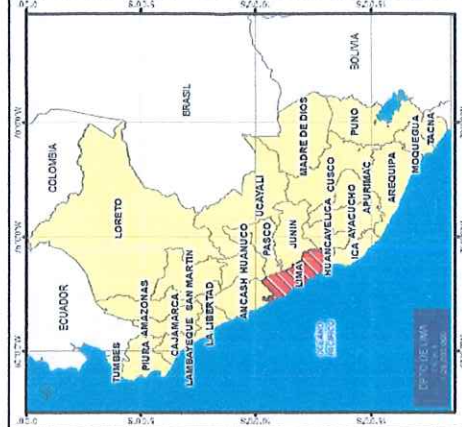 COLOMBIA
ECUADOR
LORETO
BRASIL
TUMBES
PIURA
AMAZONAS
CAJAMARCA
LAMBAYEQUE
SAN MARTÍN
LA LIBERTAD
ANCASH
HUANUCO
UCAYALI
PASCO
JUNIN
LIMA
MADRE DE DIOS
HUANCAVELICA
CUSCO
ICA
AYACUCHO
APURIMAC
PUNO
BOLIVIA
AREQUIPA
MOQUEGUA
TACNA
DPTO DE LIMA